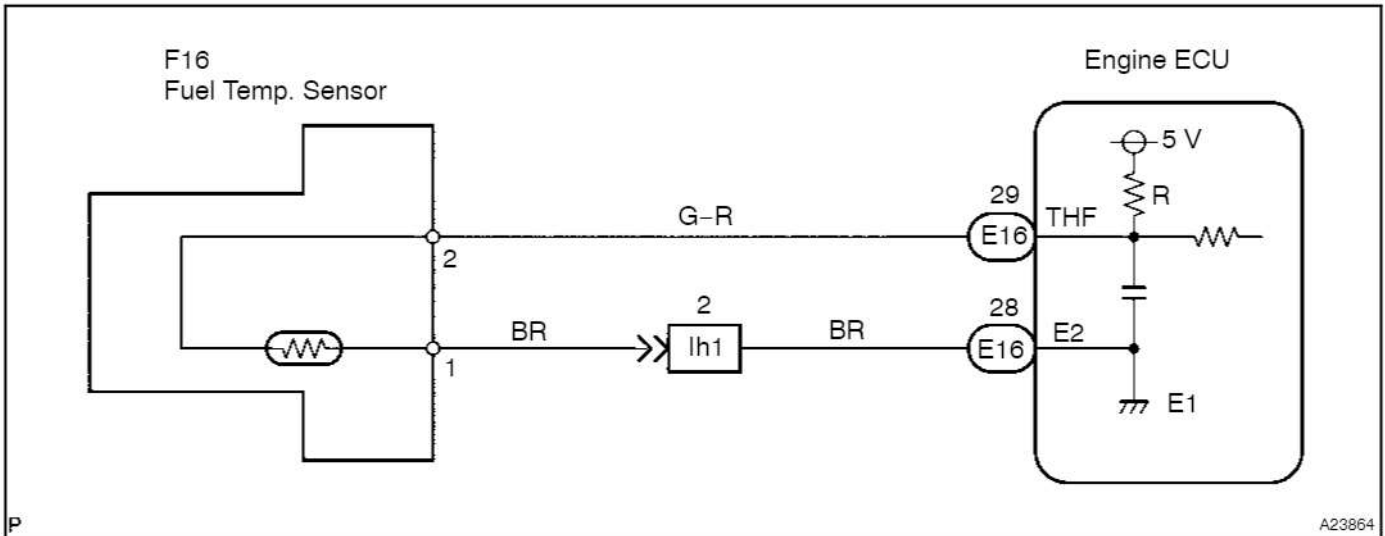 F16
Fuel Temp. Sensor
Engine ECU
5 V
R
29
G–R
E16
THF
2
2
28
BR
BR
Ih1
E16
E2
1
E1
P
A23864